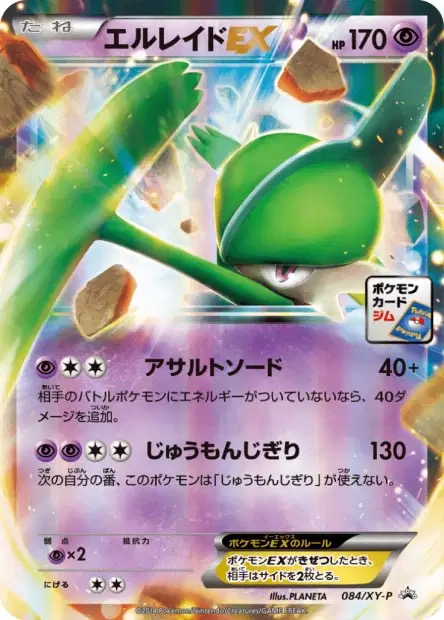 たね
エルレイドEX
HP 170
ポケモン
カード
ジム
アサルトソード 40+
相手のバトルポケモンにエネルギーがついていないなら、40ダ
メージを追加。
じゅうもんじぎり 130
次の自分の番、このポケモンは「じゅうもんじぎり」が使えない。
弱点 抵抗力
×2
にげる
ポケモンEXのルール
ポケモンEXがきぜつしたとき、
相手はサイドを2枚とる。
Illus.PLANETA 084/XY-P
©2014 Pokémon/Nintendo/Creatures/GAME FREAK.